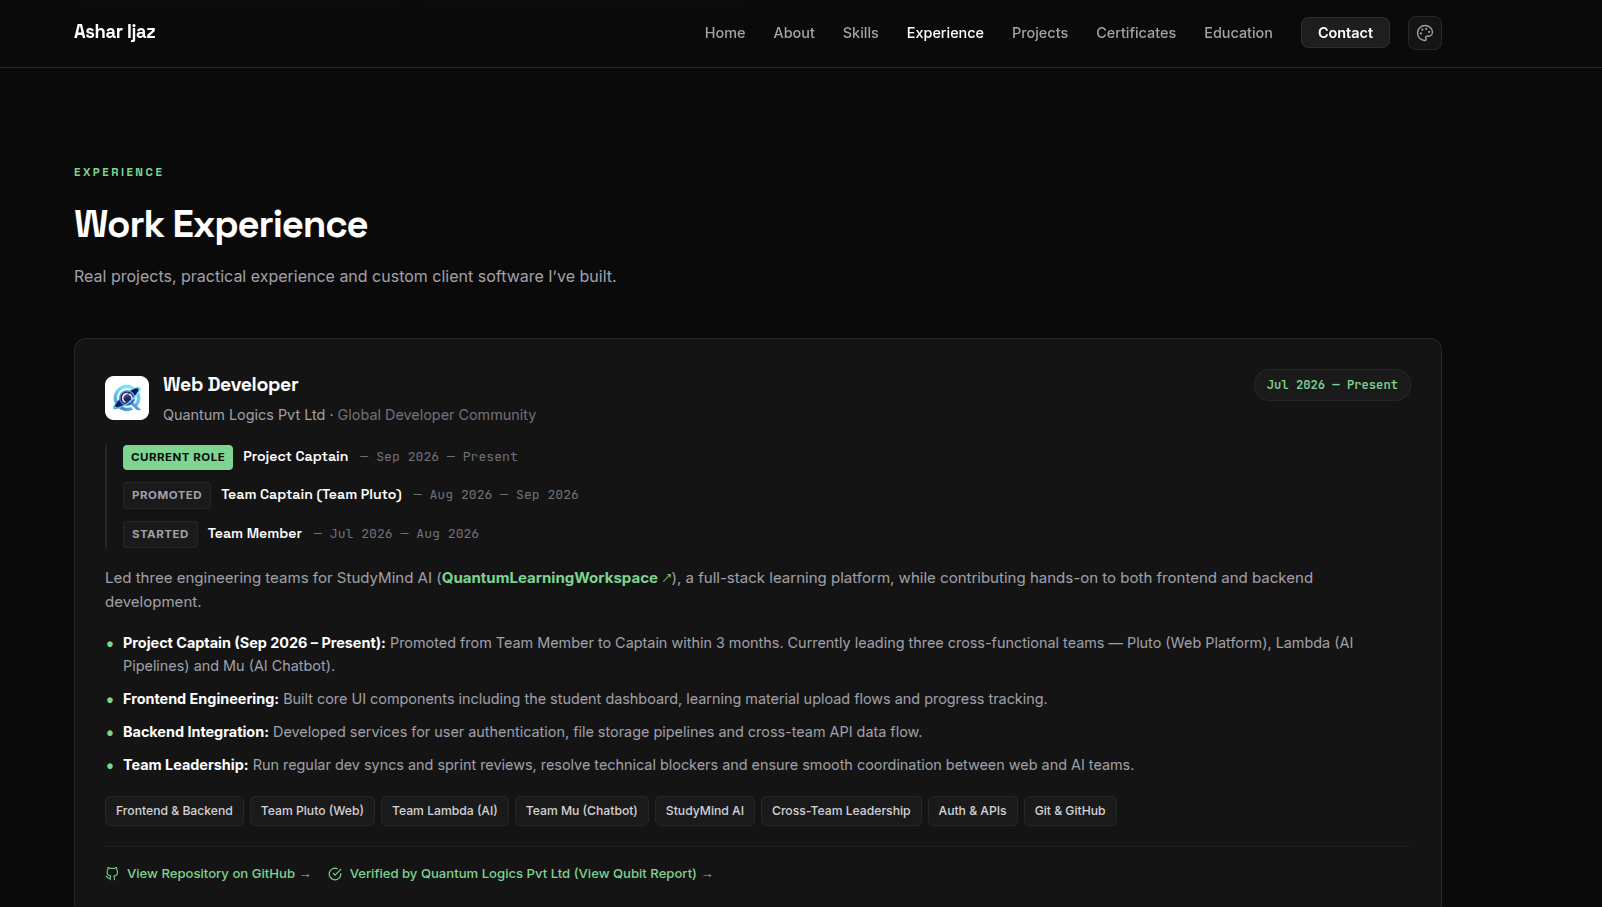 Ashar Ijaz
Home About Skills Experience Projects Certificates Education Contact
EXPERIENCE
Work Experience
Real projects, practical experience and custom client software I’ve built.
Web Developer
Jul 2026 — Present
Quantum Logics Pvt Ltd · Global Developer Community
CURRENT ROLE Project Captain — Sep 2026 — Present
PROMOTED Team Captain (Team Pluto) — Aug 2026 — Sep 2026
STARTED Team Member — Jul 2026 — Aug 2026
Led three engineering teams for StudyMind AI (QuantumLearningWorkspace ↗), a full-stack learning platform, while contributing hands-on to both frontend and backend
development.
• Project Captain (Sep 2026 – Present): Promoted from Team Member to Captain within 3 months. Currently leading three cross-functional teams — Pluto (Web Platform), Lambda (AI
Pipelines) and Mu (AI Chatbot).
• Frontend Engineering: Built core UI components including the student dashboard, learning material upload flows and progress tracking.
• Backend Integration: Developed services for user authentication, file storage pipelines and cross-team API data flow.
• Team Leadership: Run regular dev syncs and sprint reviews, resolve technical blockers and ensure smooth coordination between web and AI teams.
Frontend & Backend Team Pluto (Web) Team Lambda (AI) Team Mu (Chatbot) StudyMind AI Cross-Team Leadership Auth & APIs Git & GitHub
View Repository on GitHub → Verified by Quantum Logics Pvt Ltd (View Qubit Report) →